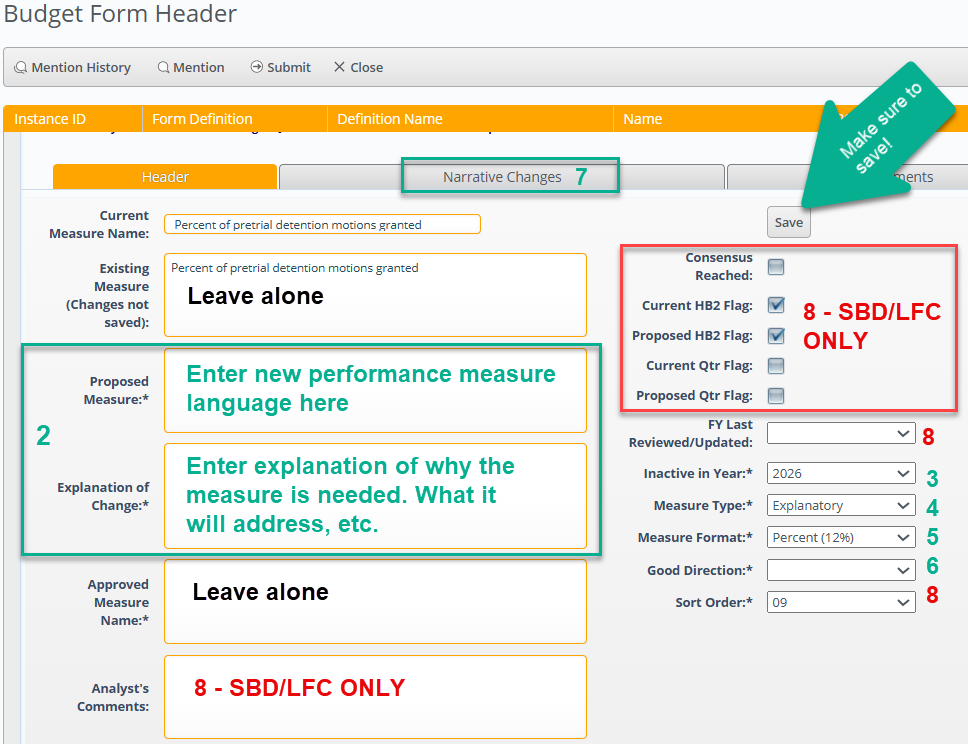 Budget Form Header
Mention History Mention Submit Close
Instance ID Form Definition Definition Name Name
Make sure to
save!
Header Narrative Changes 7 ments
Current
Measure Name:
Percent of pretrial detention motions granted
Save
Existing
Measure
(Changes not
saved):
Percent of pretrial detention motions granted
Leave alone
Consensus
Reached:
Current HB2 Flag:
Proposed HB2 Flag:
Current Qtr Flag:
Proposed Qtr Flag:
8 - SBD/LFC
ONLY
2
Proposed
Measure:*
Enter new performance measure
language here
Explanation of
Change:*
Enter explanation of why the
measure is needed. What it
will address, etc.
FY Last
Reviewed/Updated:
8
Inactive in Year:* 2026 3
Measure Type:* Explanatory 4
Measure Format:* Percent (12%) 5
Good Direction:* 6
Sort Order:* 09 8
Approved
Measure
Name:*
Leave alone
Analyst's
Comments:
8 - SBD/LFC ONLY